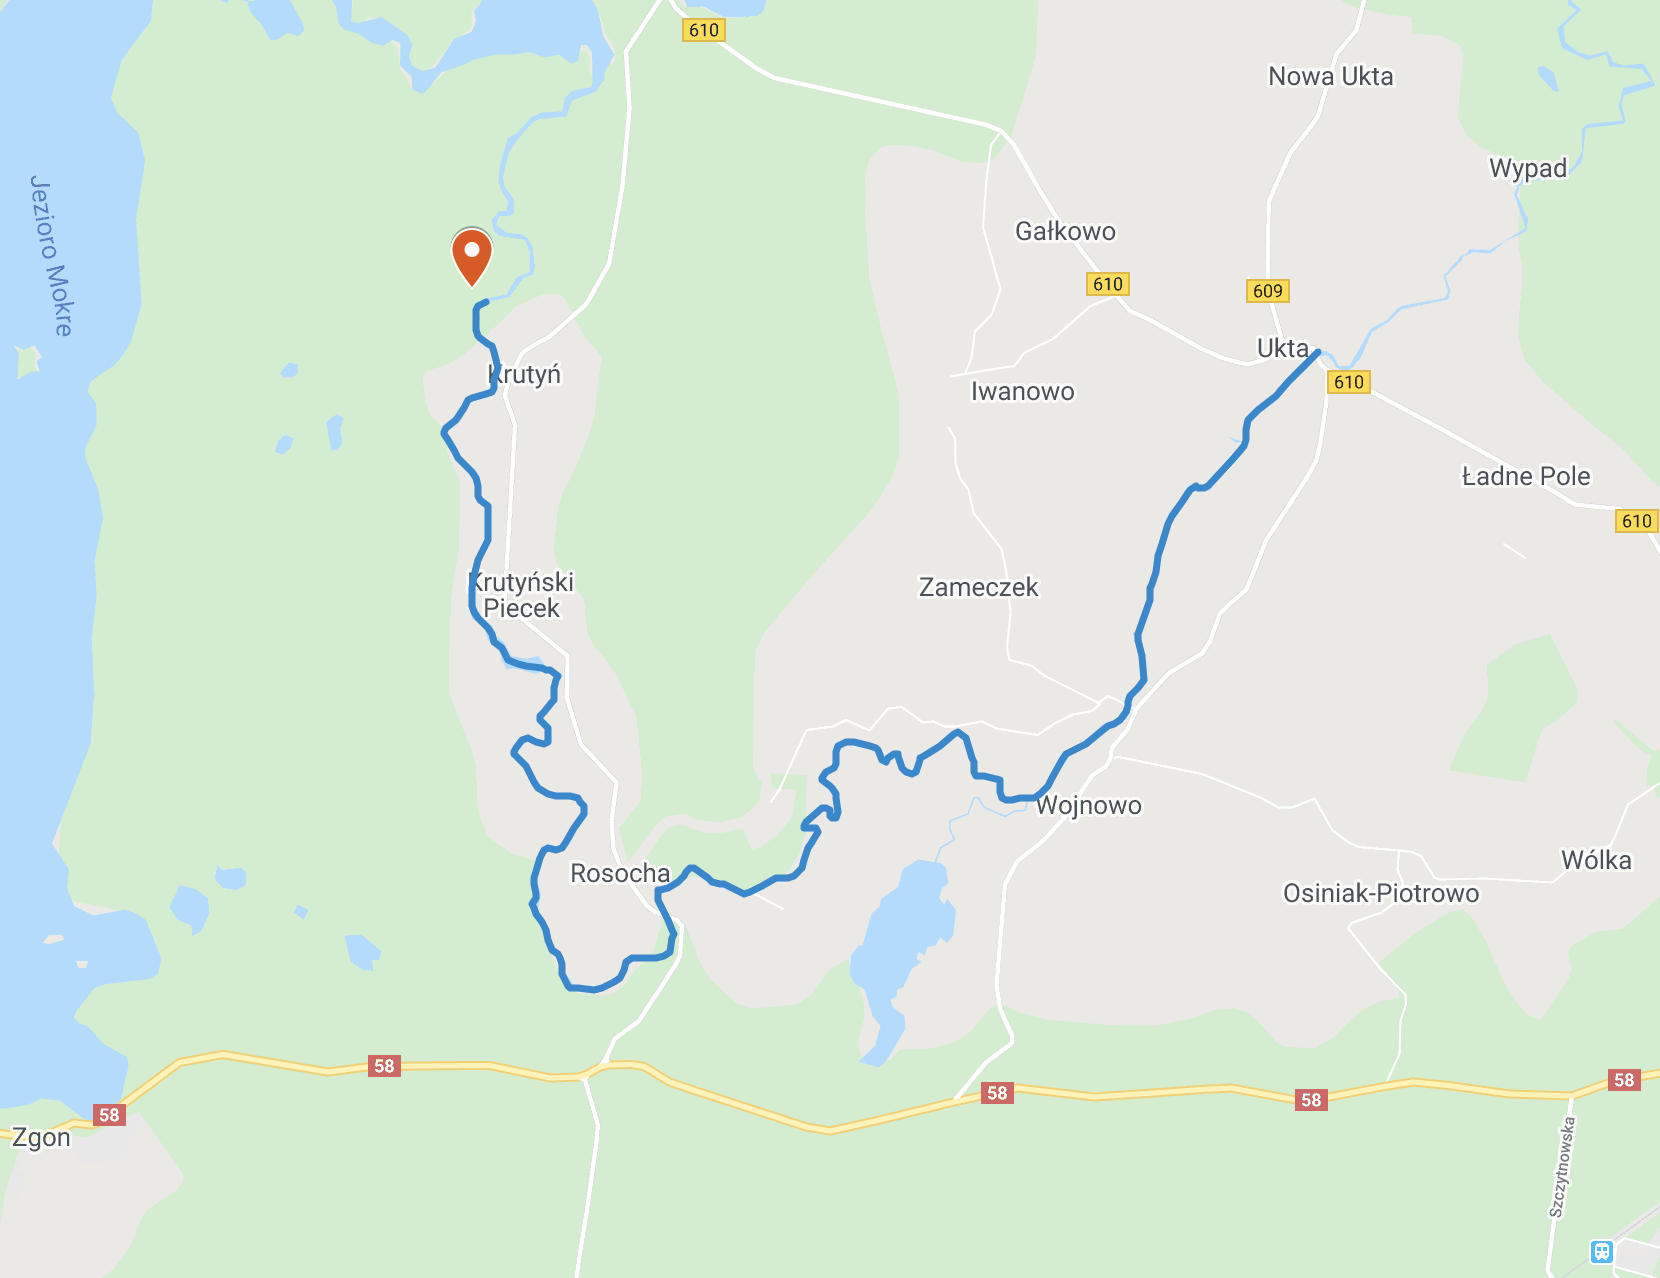 610
Nowa Ukta
Wypad
Jezioro Mokre
Gałkowo
610
609
Ukta
Krutyń
610
Iwanowo
Ładne Pole
610
Krutyński
Piecek
Zameczek
Wojnowo
Rosocha
Wólka
Osiniak-Piotrowo
58
58
58
58
58
Zgon
Szczytnowska